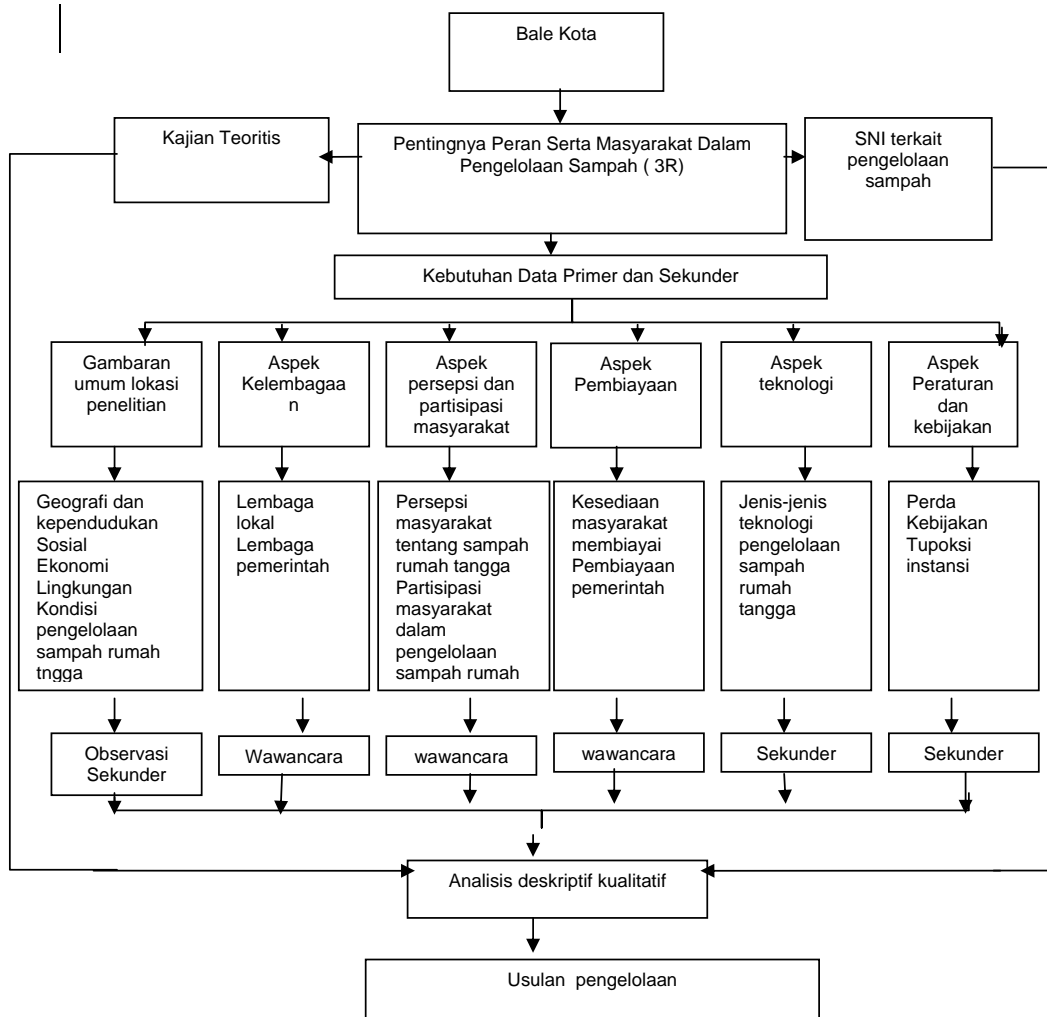 Bale Kota
Kajian Teoritis
Pentingnya Peran Serta Masyarakat Dalam
Pengelolaan Sampah ( 3R)
SNI terkait
pengelolaan
sampah
Kebutuhan Data Primer dan Sekunder
Gambaran
umum lokasi
penelitian
Aspek
Kelembagaa
n
Aspek
persepsi dan
partisipasi
masyarakat
Aspek
Pembiayaan
Aspek
teknologi
Aspek
Peraturan
dan
kebijakan
Geografi dan
kependudukan
Sosial
Ekonomi
Lingkungan
Kondisi
pengelolaan
sampah rumah
tngga
Lembaga
lokal
Lembaga
pemerintah
Persepsi
masyarakat
tentang sampah
rumah tangga
Partisipasi
masyarakat
dalam
pengelolaan
sampah rumah
Kesediaan
masyarakat
membiayai
Pembiayaan
pemerintah
Jenis-jenis
teknologi
pengelolaan
sampah
rumah
tangga
Perda
Kebijakan
Tupoksi
instansi
Observasi
Sekunder
Wawancara
wawancara
wawancara
Sekunder
Sekunder
Analisis deskriptif kualitatif
Usulan pengelolaan